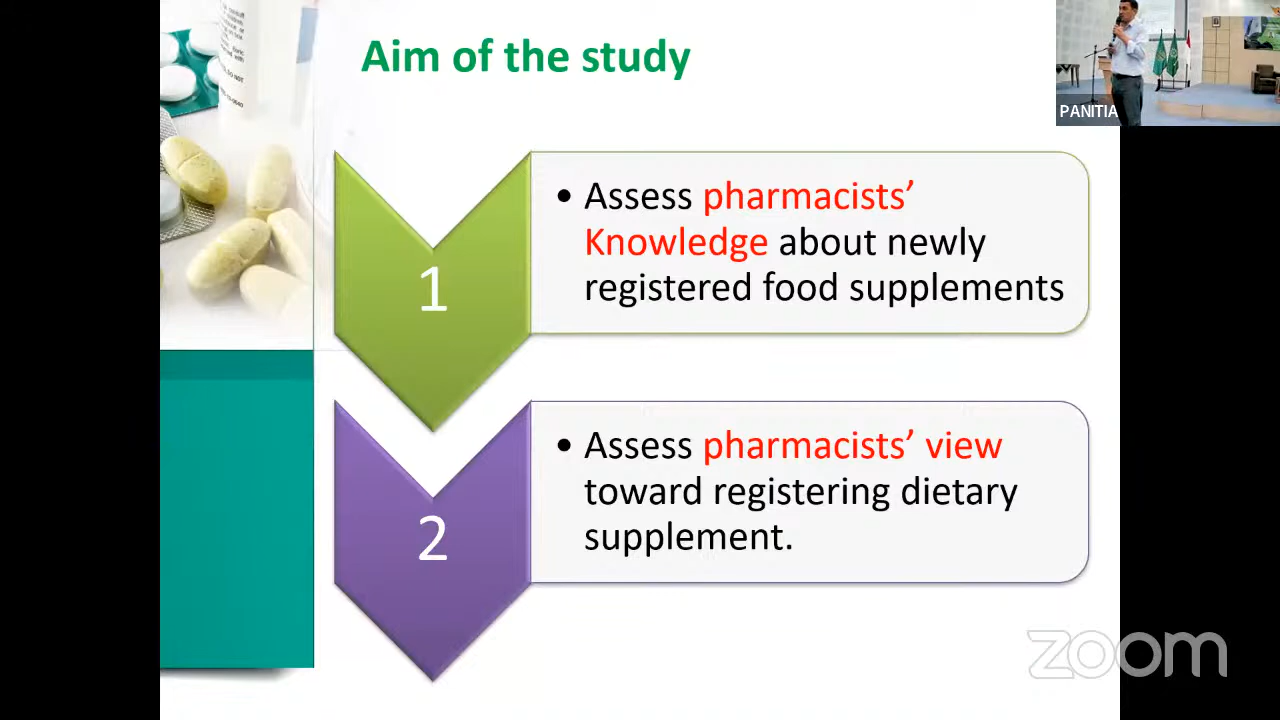 Aim of the study
PANITIA
1
• Assess pharmacists’
Knowledge about newly
registered food supplements
2
• Assess pharmacists’ view
toward registering dietary
supplement.
zoom